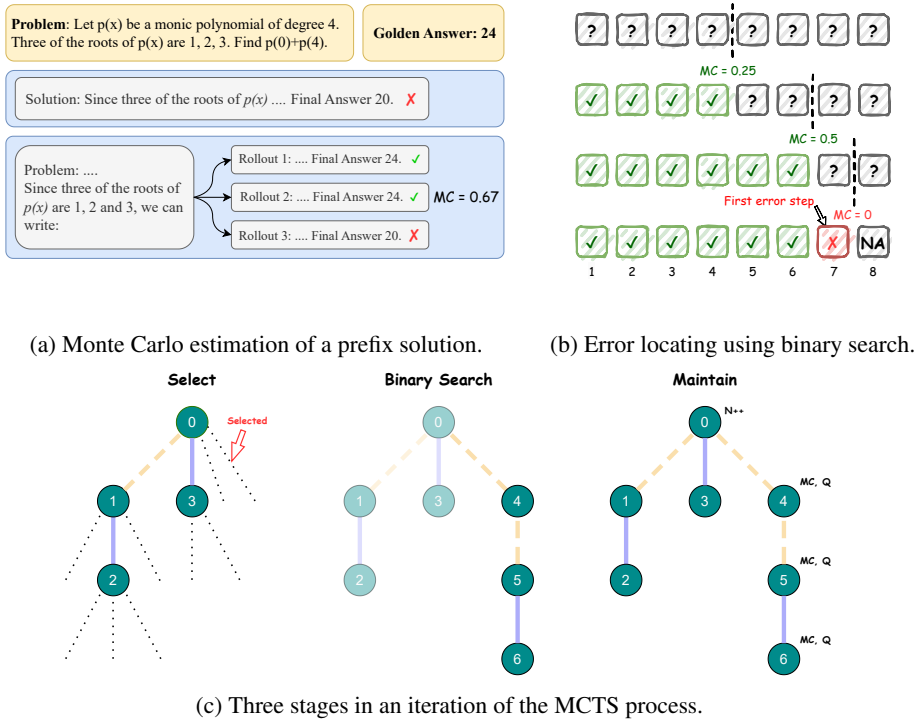 Problem: Let p(x) be a monic polynomial of degree 4.
Three of the roots of p(x) are 1, 2, 3. Find p(0)+p(4).
Golden Answer: 24
Solution: Since three of the roots of p(x) .... Final Answer 20. ✗
Problem: ....
Since three of the roots of
p(x) are 1, 2 and 3, we can
write:
Rollout 1: .... Final Answer 24. ✓
Rollout 2: .... Final Answer 24. ✓
Rollout 3: .... Final Answer 20. ✗
MC = 0.67
? ? ? ? ? ? ? ?
MC = 0.25
✓ ✓ ✓ ✓ ? ? ? ?
MC = 0.5
✓ ✓ ✓ ✓ ✓ ✓ ? ?
First error step
MC = 0
✓ ✓ ✓ ✓ ✓ ✓ ✗ NA
1 2 3 4 5 6 7 8
(a) Monte Carlo estimation of a prefix solution.
(b) Error locating using binary search.
Select
Selected
0
1
3
2
Binary Search
0
1
3
4
2
5
6
Maintain
0
N++
1
3
4
MC, Q
2
5
MC, Q
6
MC, Q
(c) Three stages in an iteration of the MCTS process.